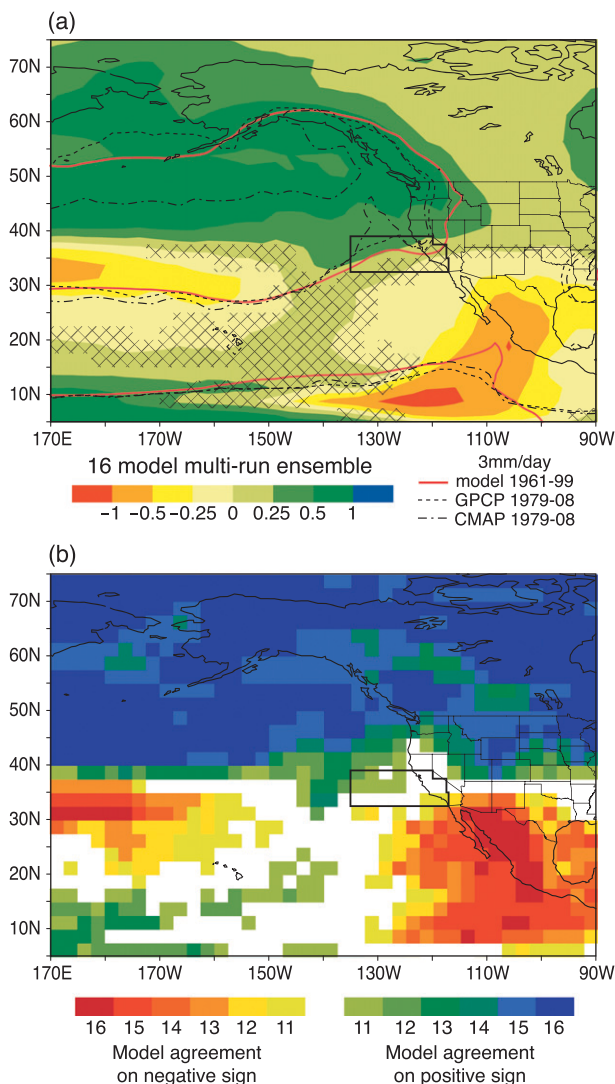 (a)
70N
60N
50N
40N
30N
20N
10N
170E 170W 150W 130W 110W 90W
16 model multi-run ensemble
−1 −0.5 −0.25 0 0.25 0.5 1
3mm/day
model 1961-99
GPCP 1979-08
CMAP 1979-08
(b)
70N
60N
50N
40N
30N
20N
10N
170E 170W 150W 130W 110W 90W
16 15 14 13 12 11
11 12 13 14 15 16
Model agreement
on negative sign
Model agreement
on positive sign